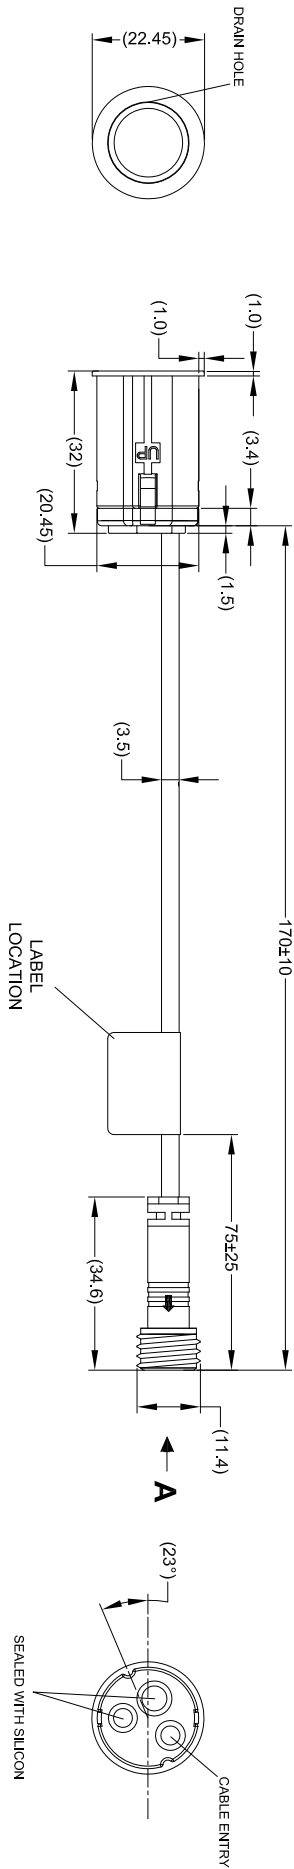 DRAIN HOLE
(22.45)
(1.0)
(1.0)
(3.4)
(32)
UP
(20.45)
(1.5)
(3.5)
170±10
LABEL
LOCATION
75±25
(34.6)
(11.4)
A
(23°)
SEALED WITH SILICON
CABLE ENTRY